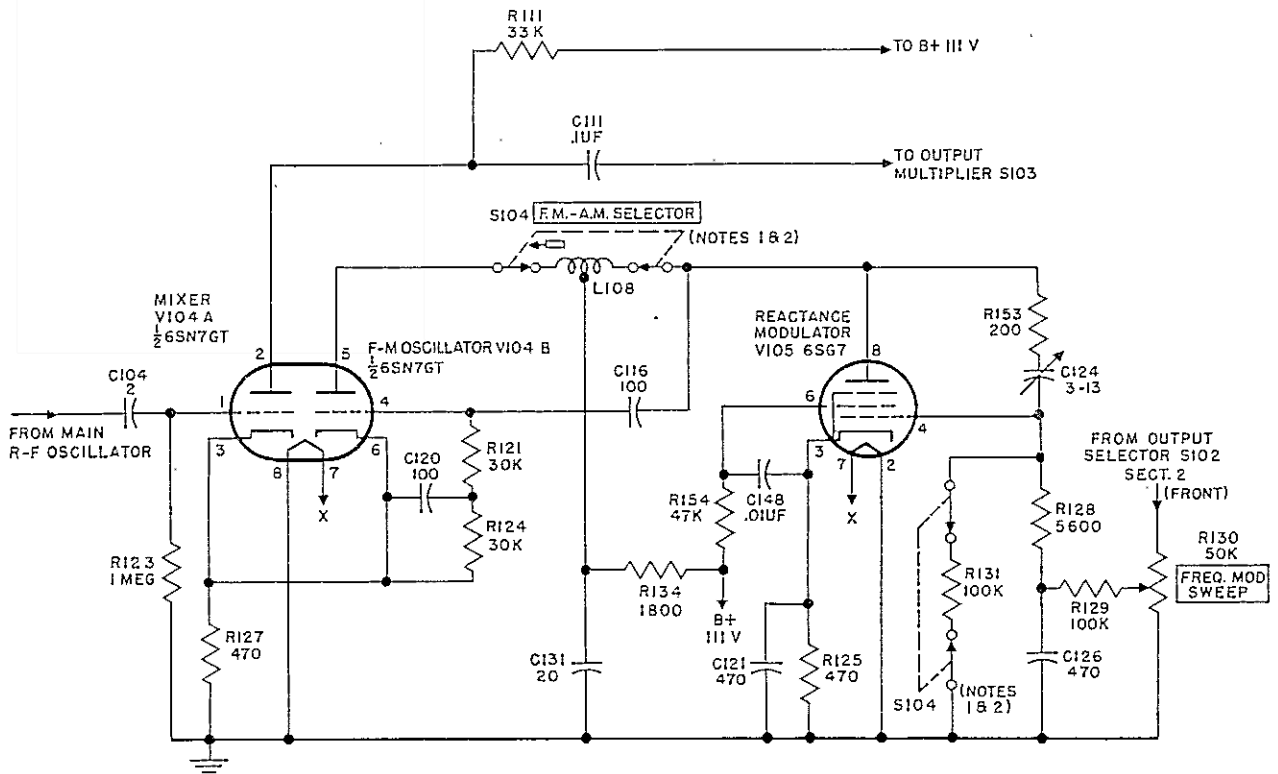 R111
33 K
TO B+ 111 V
C111
.1UF
TO OUTPUT
MULTIPLIER S103
S104 F.M.-A.M. SELECTOR
(NOTES 1 & 2)
L108
MIXER
V104 A
½6SN7GT
2
5
F-M OSCILLATOR V104 B
½6SN7GT
REACTANCE
MODULATOR
V105 6SG7
8
R153
200
C124
3-13
C104
2
1
4
C116
100
6
4
FROM MAIN
R-F OSCILLATOR
3
8
7
6
X
C120
100
R121
30K
R124
30K
R154
47K
C148
.01UF
3
7
2
X
FROM OUTPUT
SELECTOR S102
SECT. 2
(FRONT)
R128
5600
R130
50K
FREQ. MOD
SWEEP
R123
1 MEG
R134
1800
B+
111 V
R131
100K
R129
100K
R127
470
C131
20
C121
470
R125
470
S104
(NOTES
1 & 2)
C126
470